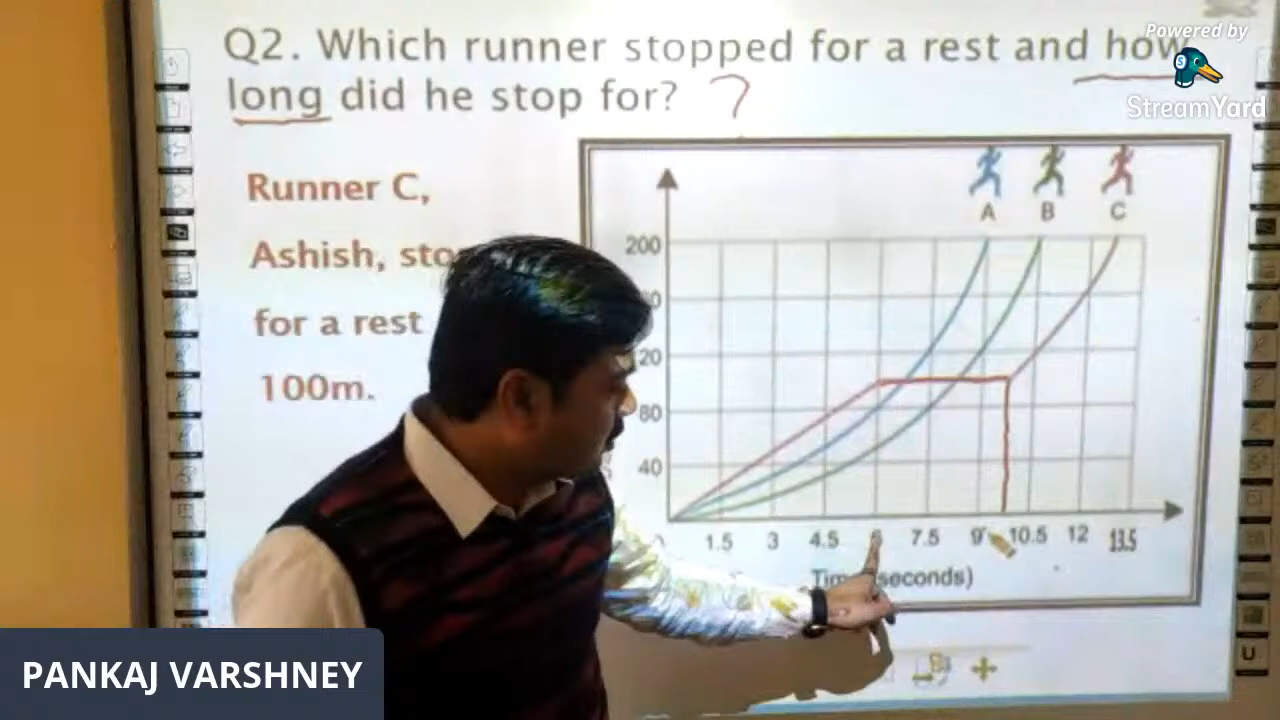 Powered by
StreamYard
Q2. Which runner stopped for a rest and how
long did he stop for? ?
Runner C,
Ashish,
for a rest
100m.
A B C
200
80
40
1.5 3 4.5 6 7.5 9 10.5 12 13.5
(seconds)
PANKAJ VARSHNEY